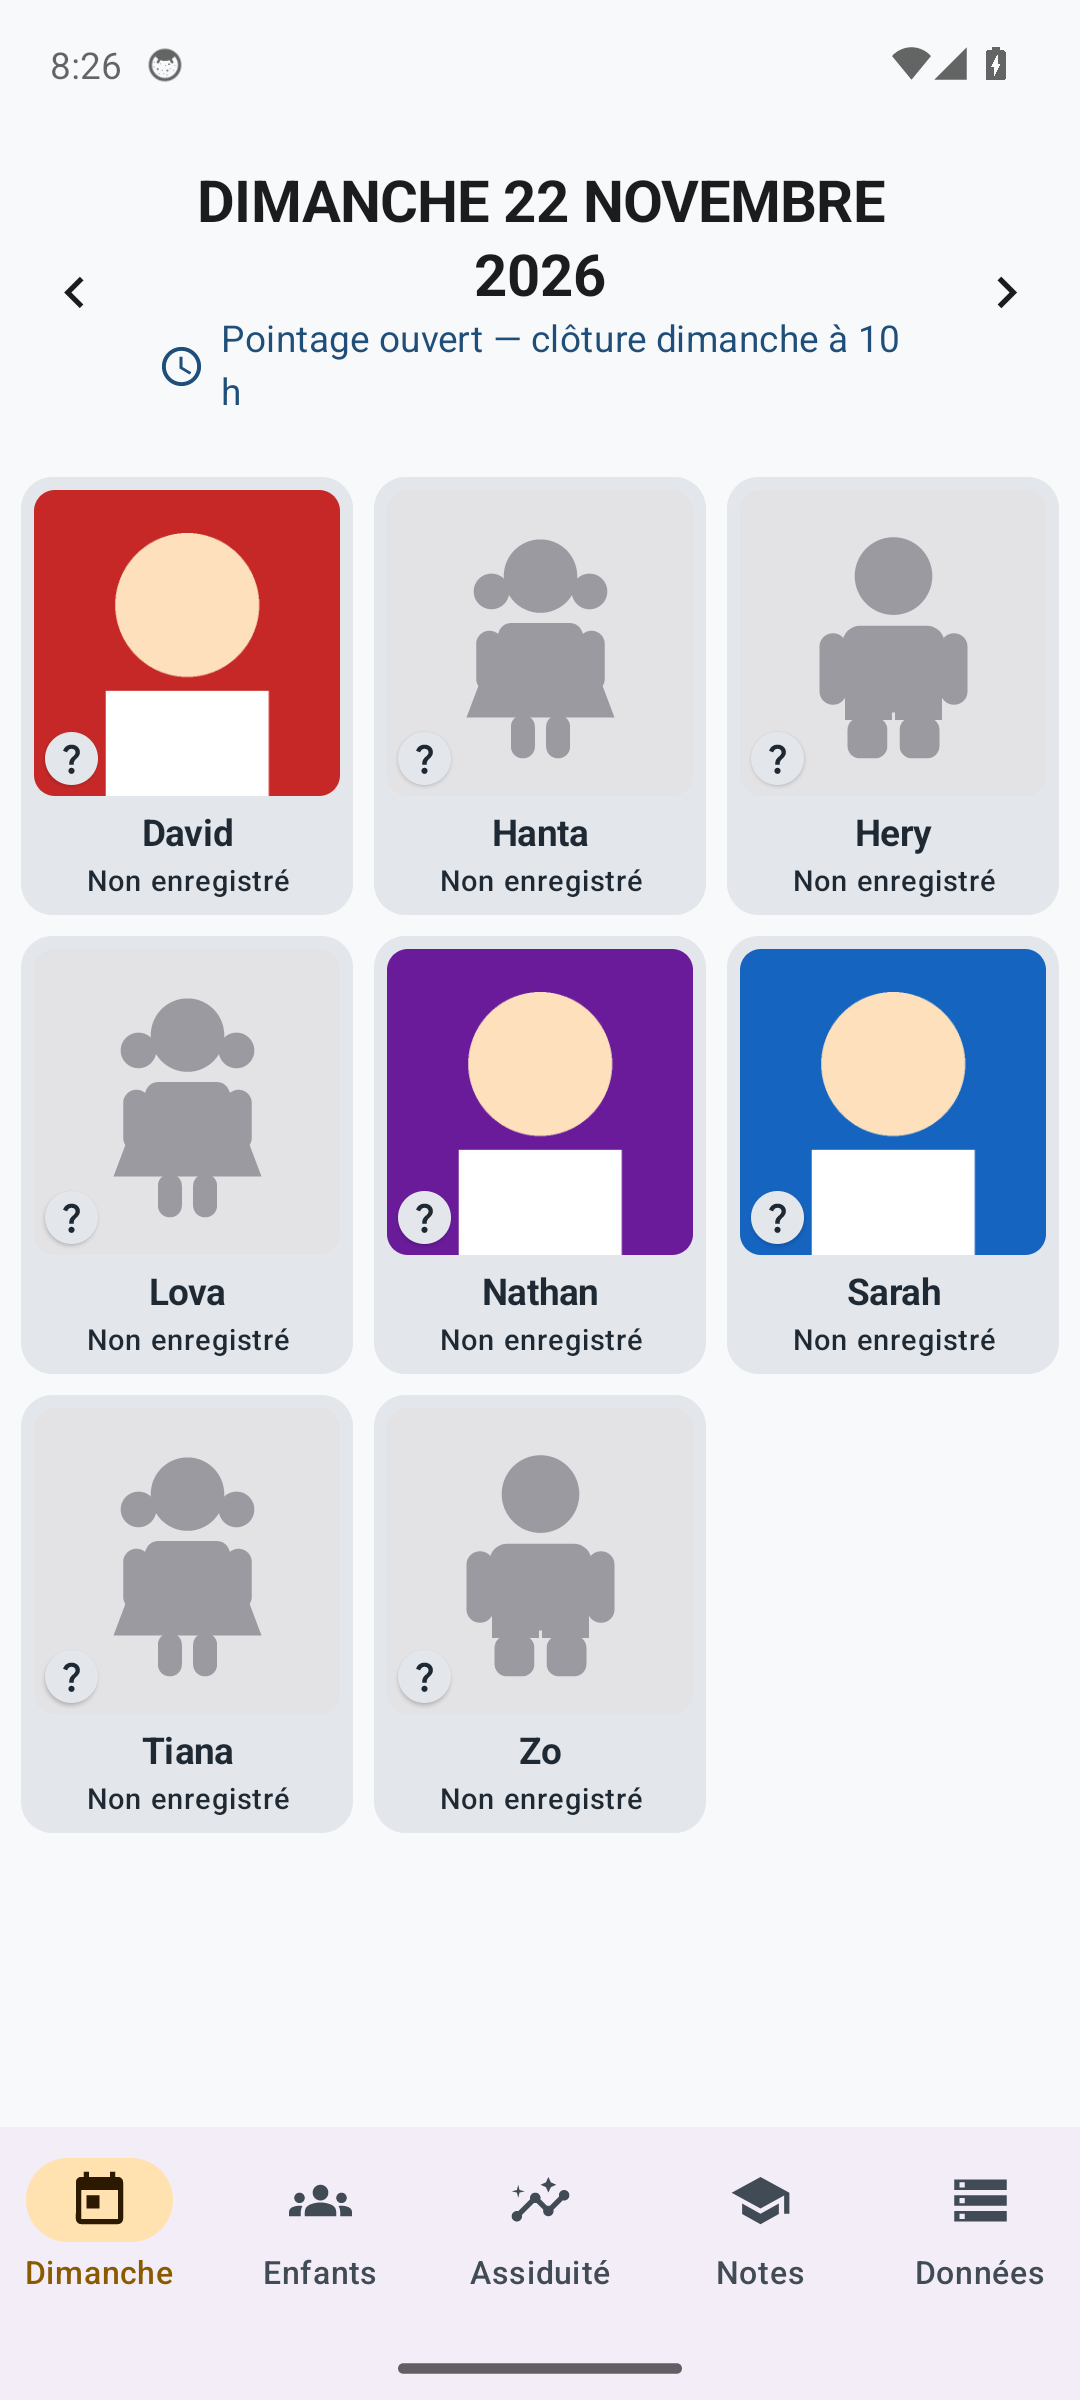 8:26
DIMANCHE 22 NOVEMBRE
2026
Pointage ouvert — clôture dimanche à 10
h
? ? ?
David Hanta Hery
Non enregistré Non enregistré Non enregistré
? ? ?
Lova Nathan Sarah
Non enregistré Non enregistré Non enregistré
? ?
Tiana Zo
Non enregistré Non enregistré
Dimanche Enfants Assiduité Notes Données